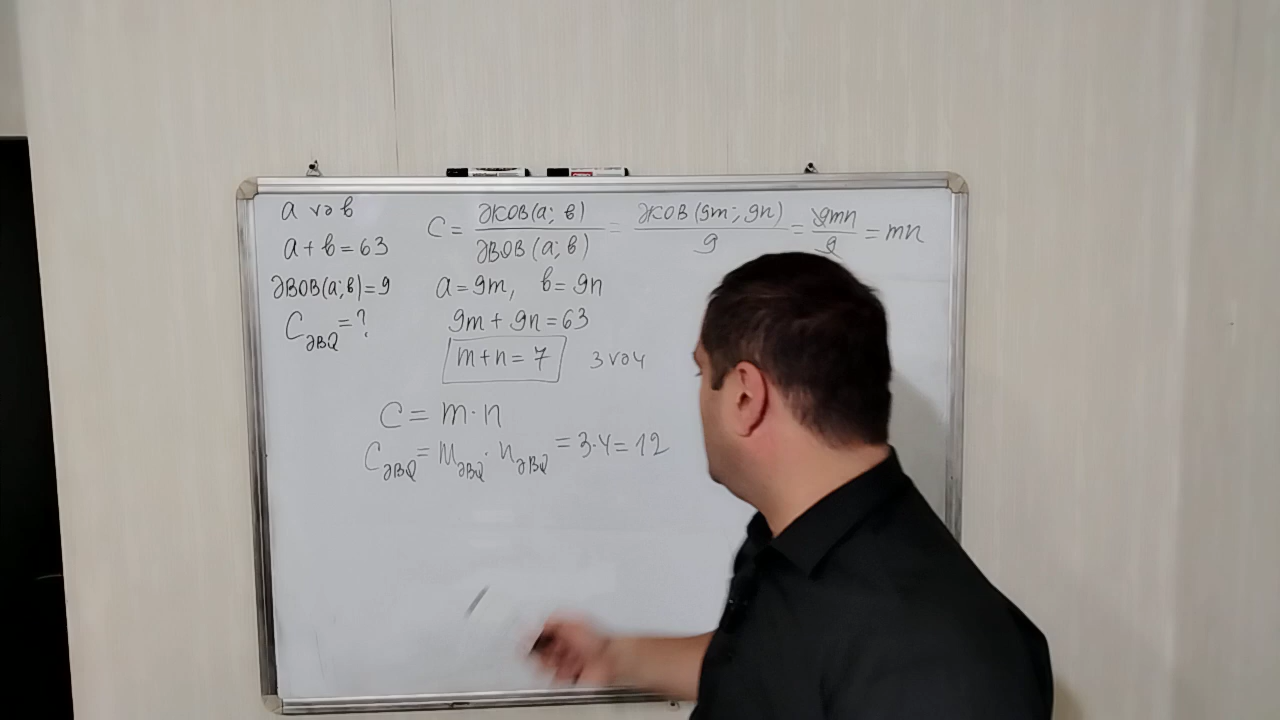 a və b
a + b = 63
ƏBOB(a; b) = 9
C_ƏBQ = ?
C = ƏKOB(a; b) / ƏBOB(a; b) = ƏKOB(9m; 9n) / 9 = 9mn / 9 = mn
a = 9m, b = 9n
9m + 9n = 63
m + n = 7 3 və 4
C = m · n
C_ƏBQ = m_ƏBQ · n_ƏBQ = 3·4 = 12